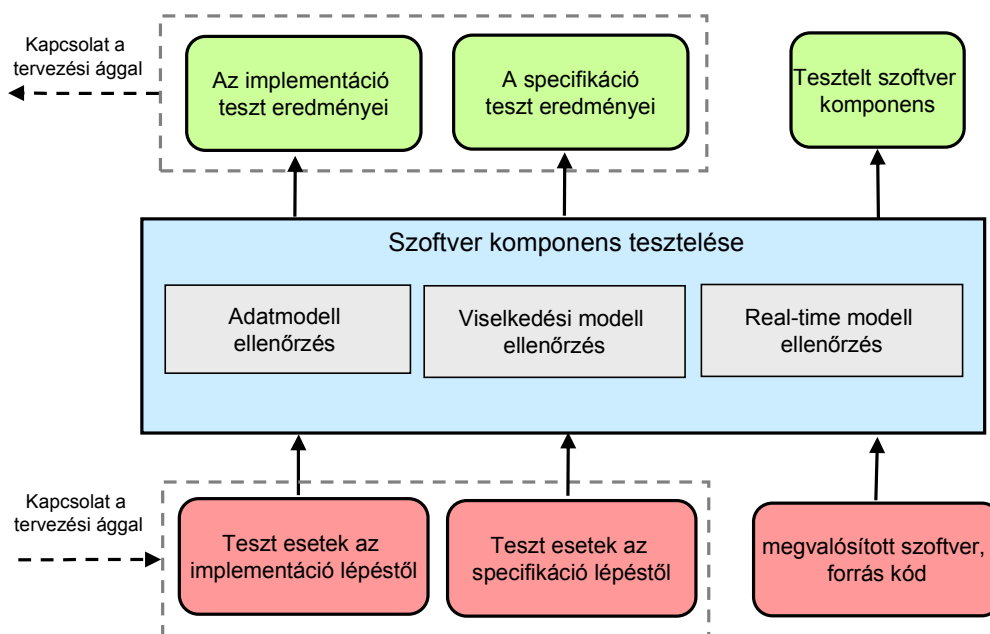 Kapcsolat a
tervezési ággal
Az implementáció
teszt eredményei
A specifikáció
teszt eredményei
Tesztelt szoftver
komponens
Szoftver komponens tesztelése
Adatmodell
ellenőrzés
Viselkedési modell
ellenőrzés
Real-time modell
ellenőrzés
Kapcsolat a
tervezési ággal
Teszt esetek az
implementáció lépéstől
Teszt esetek az
specifikáció lépéstől
megvalósított szoftver,
forrás kód